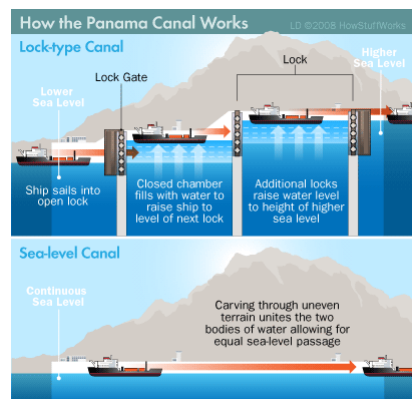 How the Panama Canal Works
LD ©2008 HowStuffWorks
Lock-type Canal
Higher
Sea Level
Lock
Lock Gate
Lower
Sea Level
Ship sails into
open lock
Closed chamber
fills with water to
raise ship to
level of next lock
Additional locks
raise water level
to height of higher
sea level
Sea-level Canal
Continuous
Sea Level
Carving through uneven
terrain unites the two
bodies of water allowing for
equal sea-level passage